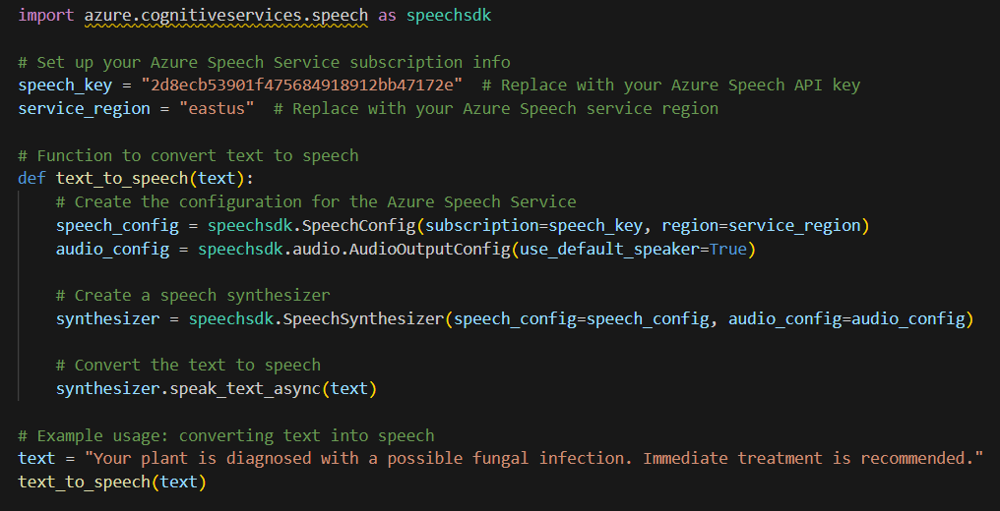 import azure.cognitiveservices.speech as speechsdk
# Set up your Azure Speech Service subscription info
speech_key = "2d8ecb53901f475684918912bb47172e"  # Replace with your Azure Speech API key
service_region = "eastus"  # Replace with your Azure Speech service region
# Function to convert text to speech
def text_to_speech(text):
    # Create the configuration for the Azure Speech Service
    speech_config = speechsdk.SpeechConfig(subscription=speech_key, region=service_region)
    audio_config = speechsdk.audio.AudioOutputConfig(use_default_speaker=True)
    # Create a speech synthesizer
    synthesizer = speechsdk.SpeechSynthesizer(speech_config=speech_config, audio_config=audio_config)
    # Convert the text to speech
    synthesizer.speak_text_async(text)
# Example usage: converting text into speech
text = "Your plant is diagnosed with a possible fungal infection. Immediate treatment is recommended."
text_to_speech(text)